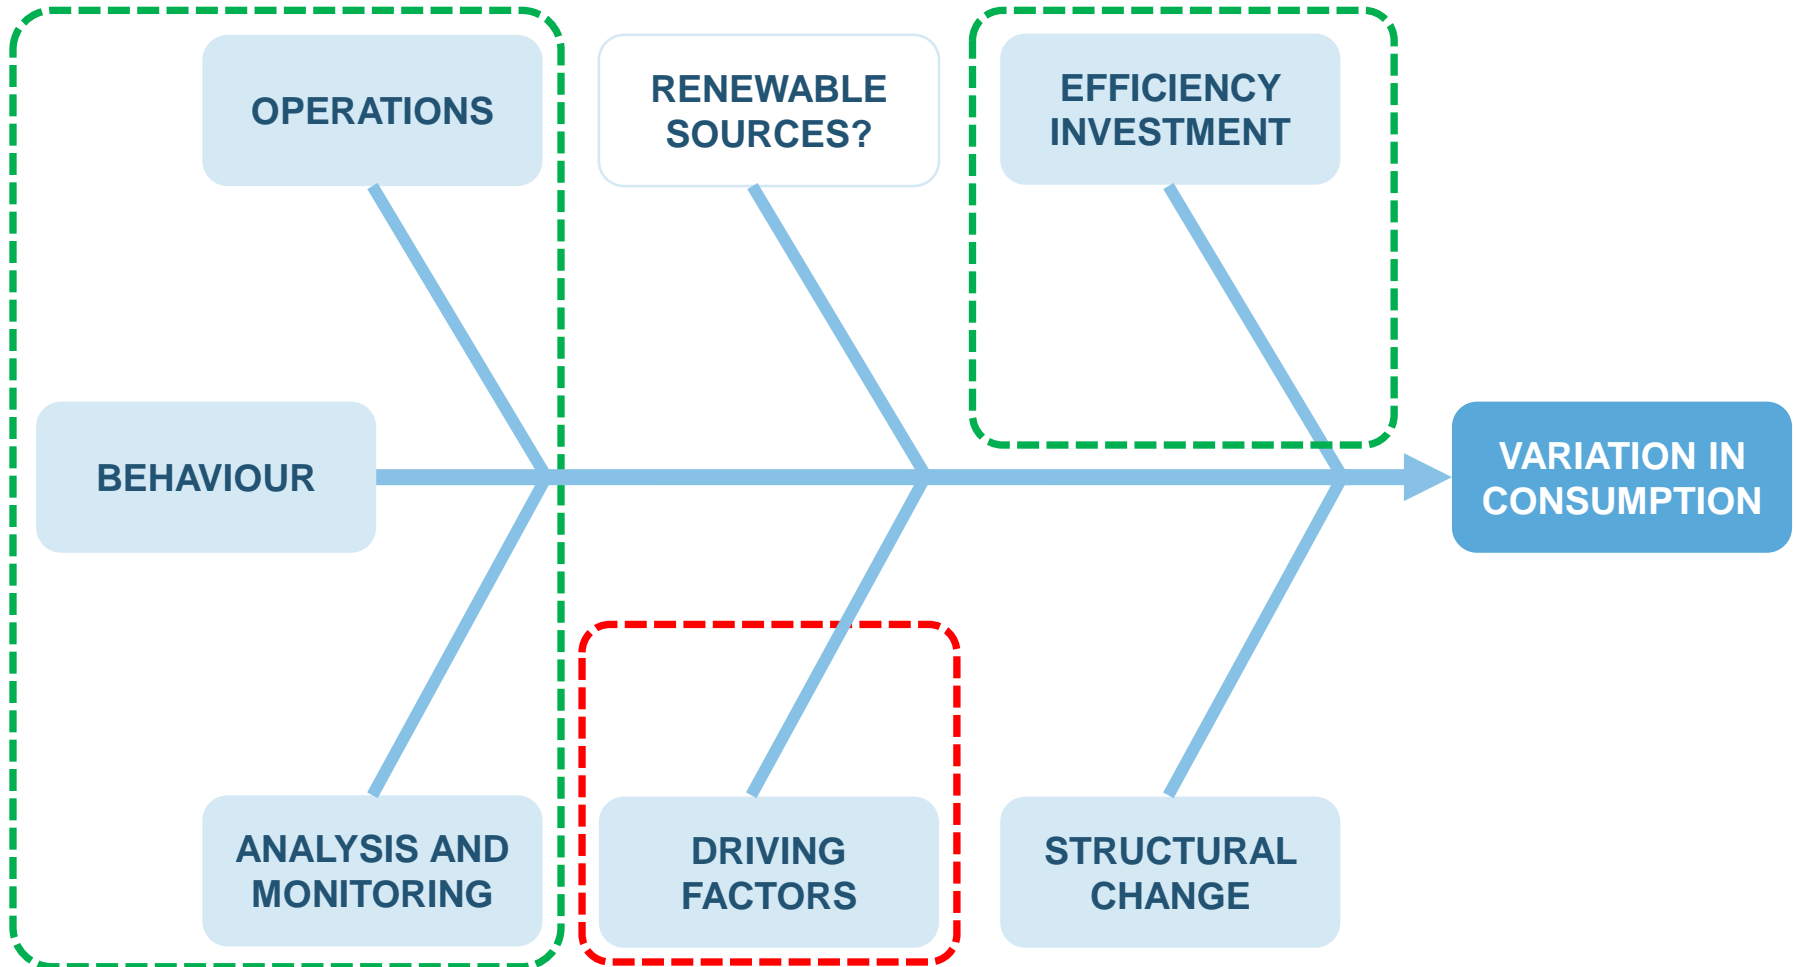 OPERATIONS
RENEWABLE
SOURCES?
EFFICIENCY
INVESTMENT
BEHAVIOUR
VARIATION IN
CONSUMPTION
ANALYSIS AND
MONITORING
DRIVING
FACTORS
STRUCTURAL
CHANGE